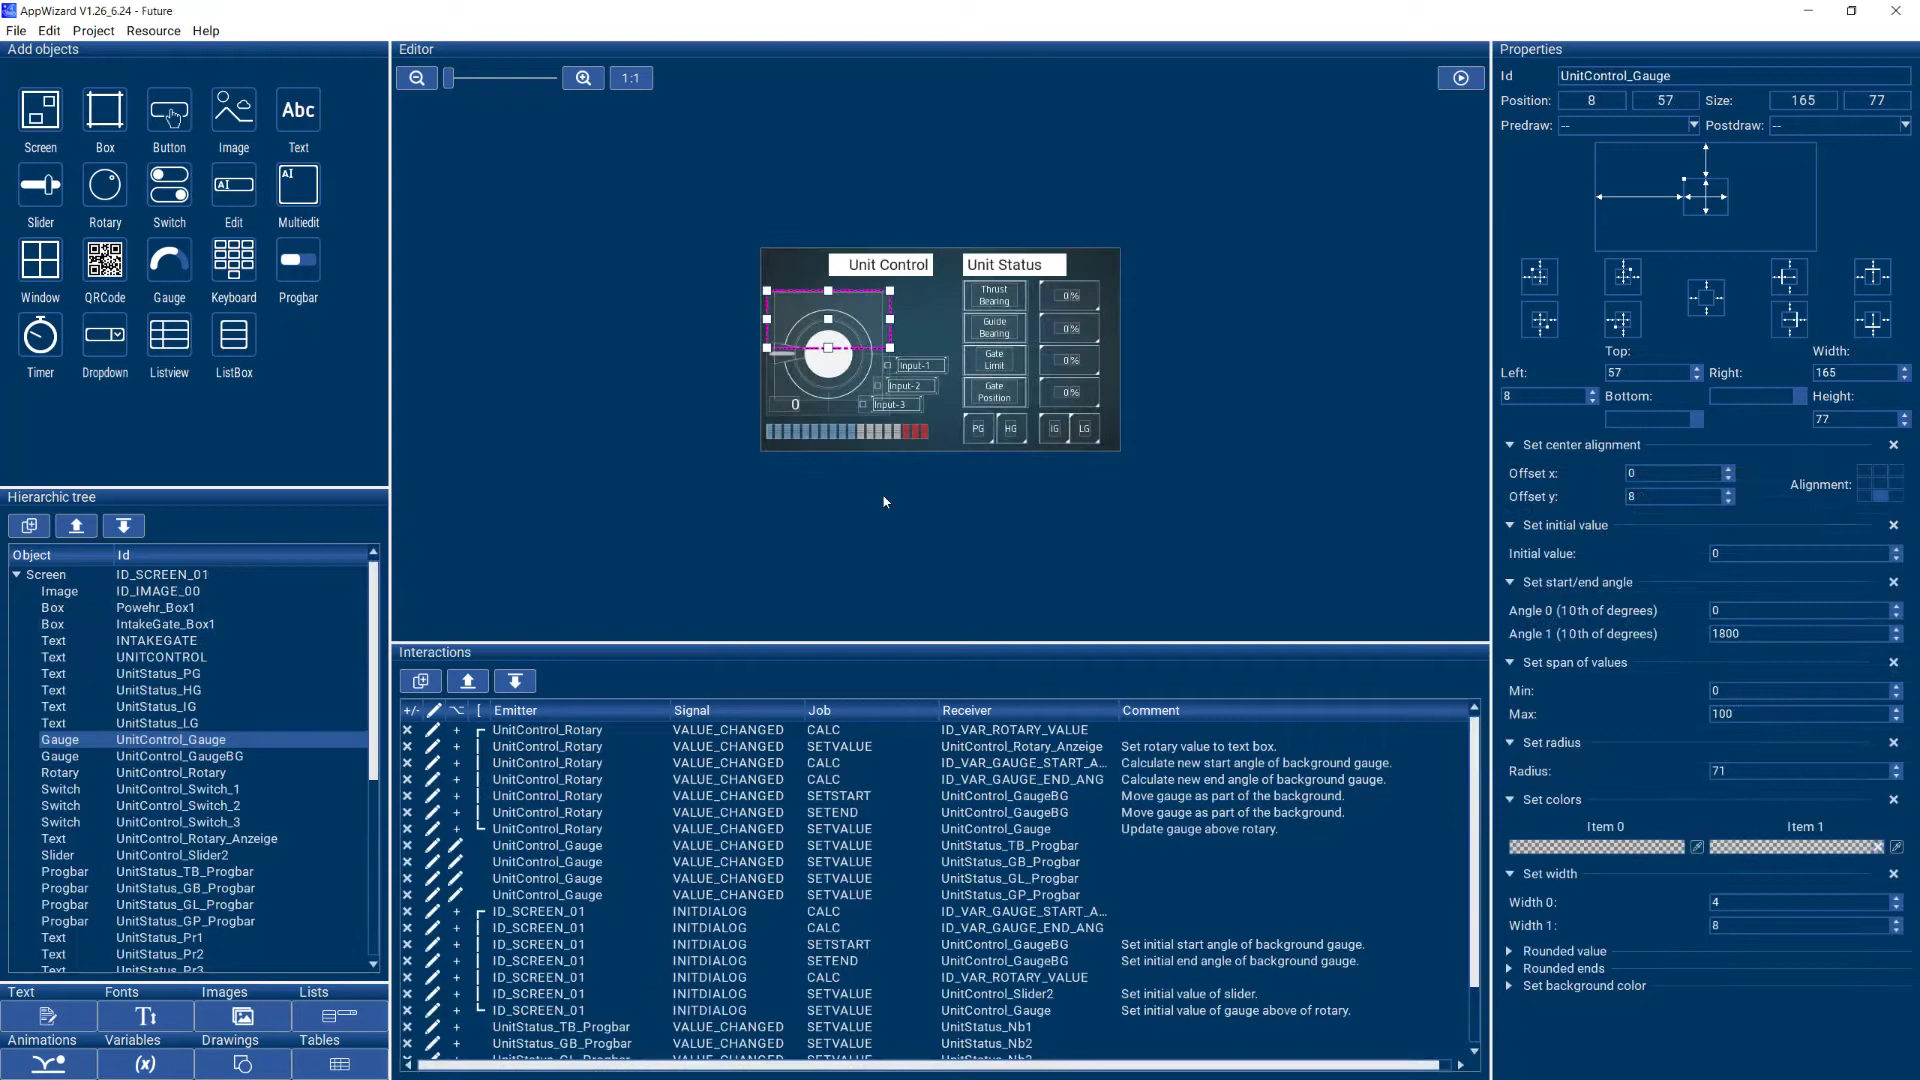 AppWizard V1.26_6.24 - Future
File Edit Project Resource Help
Add objects
Screen Box Button Image Abc Text
Slider Rotary Switch Edit Multiedit
Window QRCode Gauge Keyboard Progbar
Timer Dropdown Listview ListBox
Hierarchic tree
Object Id
Screen ID_SCREEN_01
Image ID_IMAGE_00
Box Powehr_Box1
Box IntakeGate_Box1
Text INTAKEGATE
Text UNITCONTROL
Text UnitStatus_PG
Text UnitStatus_HG
Text UnitStatus_IG
Text UnitStatus_LG
Gauge UnitControl_Gauge
Gauge UnitControl_GaugeBG
Rotary UnitControl_Rotary
Switch UnitControl_Switch_1
Switch UnitControl_Switch_2
Switch UnitControl_Switch_3
Text UnitControl_Rotary_Anzeige
Slider UnitControl_Slider2
Progbar UnitStatus_TB_Progbar
Progbar UnitStatus_GB_Progbar
Progbar UnitStatus_GL_Progbar
Progbar UnitStatus_GP_Progbar
Text UnitStatus_Pr1
Text UnitStatus_Pr2
Text UnitStatus_Pr3
Text Fonts Images Lists
Animations Variables Drawings Tables
(x)
Editor
1:1
Unit Control Unit Status
Thrust Bearing 0%
Guide Bearing 0%
Gate Limit 0%
Gate Position 0%
Input-1
Input-2
Input-3
0
PG HG IG LG
Interactions
+/- [ Emitter Signal Job Receiver Comment
UnitControl_Rotary VALUE_CHANGED CALC ID_VAR_ROTARY_VALUE
UnitControl_Rotary VALUE_CHANGED SETVALUE UnitControl_Rotary_Anzeige Set rotary value to text box.
UnitControl_Rotary VALUE_CHANGED CALC ID_VAR_GAUGE_START_A... Calculate new start angle of background gauge.
UnitControl_Rotary VALUE_CHANGED CALC ID_VAR_GAUGE_END_ANG Calculate new end angle of background gauge.
UnitControl_Rotary VALUE_CHANGED SETSTART UnitControl_GaugeBG Move gauge as part of the background.
UnitControl_Rotary VALUE_CHANGED SETEND UnitControl_GaugeBG Move gauge as part of the background.
UnitControl_Rotary VALUE_CHANGED SETVALUE UnitControl_Gauge Update gauge above rotary.
UnitControl_Gauge VALUE_CHANGED SETVALUE UnitStatus_TB_Progbar
UnitControl_Gauge VALUE_CHANGED SETVALUE UnitStatus_GB_Progbar
UnitControl_Gauge VALUE_CHANGED SETVALUE UnitStatus_GL_Progbar
UnitControl_Gauge VALUE_CHANGED SETVALUE UnitStatus_GP_Progbar
ID_SCREEN_01 INITDIALOG CALC ID_VAR_GAUGE_START_A...
ID_SCREEN_01 INITDIALOG CALC ID_VAR_GAUGE_END_ANG
ID_SCREEN_01 INITDIALOG SETSTART UnitControl_GaugeBG Set initial start angle of background gauge.
ID_SCREEN_01 INITDIALOG SETEND UnitControl_GaugeBG Set initial end angle of background gauge.
ID_SCREEN_01 INITDIALOG CALC ID_VAR_ROTARY_VALUE
ID_SCREEN_01 INITDIALOG SETVALUE UnitControl_Slider2 Set initial value of slider.
ID_SCREEN_01 INITDIALOG SETVALUE UnitControl_Gauge Set initial value of gauge above of rotary.
UnitStatus_TB_Progbar VALUE_CHANGED SETVALUE UnitStatus_Nb1
UnitStatus_GB_Progbar VALUE_CHANGED SETVALUE UnitStatus_Nb2
Properties
Id UnitControl_Gauge
Position: 8 57 Size: 165 77
Predraw: -- Postdraw: --
Top: Width:
Left: 57 Right: 165
8 Bottom: Height:
77
Set center alignment
Offset x: 0
Alignment:
Offset y: 8
Set initial value
Initial value: 0
Set start/end angle
Angle 0 (10th of degrees) 0
Angle 1 (10th of degrees) 1800
Set span of values
Min: 0
Max: 100
Set radius
Radius: 71
Set colors
Item 0 Item 1
Set width
Width 0: 4
Width 1: 8
Rounded value
Rounded ends
Set background color